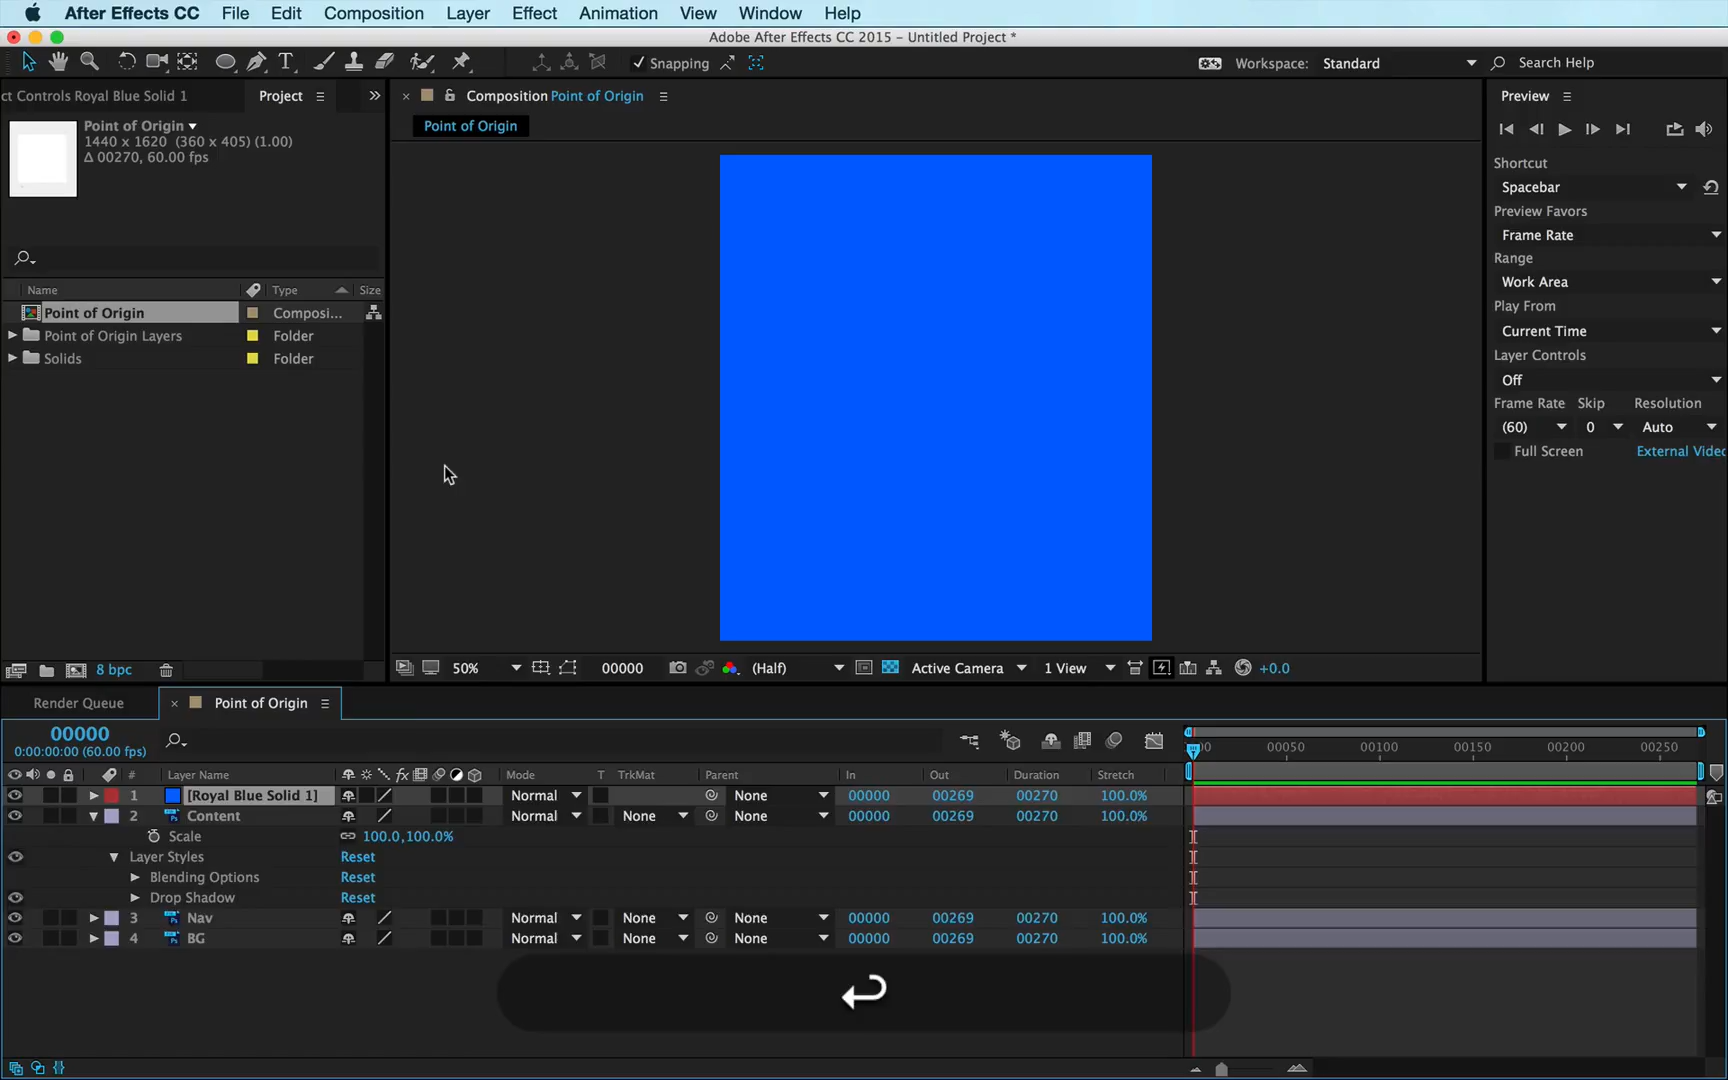 After Effects CC File Edit Composition Layer Effect Animation View Window Help
Adobe After Effects CC 2015 – Untitled Project *
Snapping Workspace: Standard Search Help
ct Controls Royal Blue Solid 1 Project
Composition Point of Origin
Preview
Point of Origin
1440 x 1620 (360 x 405) (1.00)
Δ 00270, 60.00 fps
Point of Origin
Shortcut
Spacebar
Preview Favors
Frame Rate
Range
Work Area
Play From
Current Time
Layer Controls
Off
Frame Rate Skip Resolution
(60) 0 Auto
Full Screen External Video
Name Type Size
Point of Origin Composi...
Point of Origin Layers Folder
Solids Folder
8 bpc
50% 00000 (Half) Active Camera 1 View +0.0
Render Queue Point of Origin
00000
0:00:00:00 (60.00 fps)
00 00050 00100 00150 00200 00250
# Layer Name Mode T TrkMat Parent In Out Duration Stretch
1 [Royal Blue Solid 1] Normal None 00000 00269 00270 100.0%
2 Content Normal None None 00000 00269 00270 100.0%
Scale 100.0,100.0%
Layer Styles Reset
Blending Options Reset
Drop Shadow Reset
3 Nav Normal None None 00000 00269 00270 100.0%
4 BG Normal None None 00000 00269 00270 100.0%